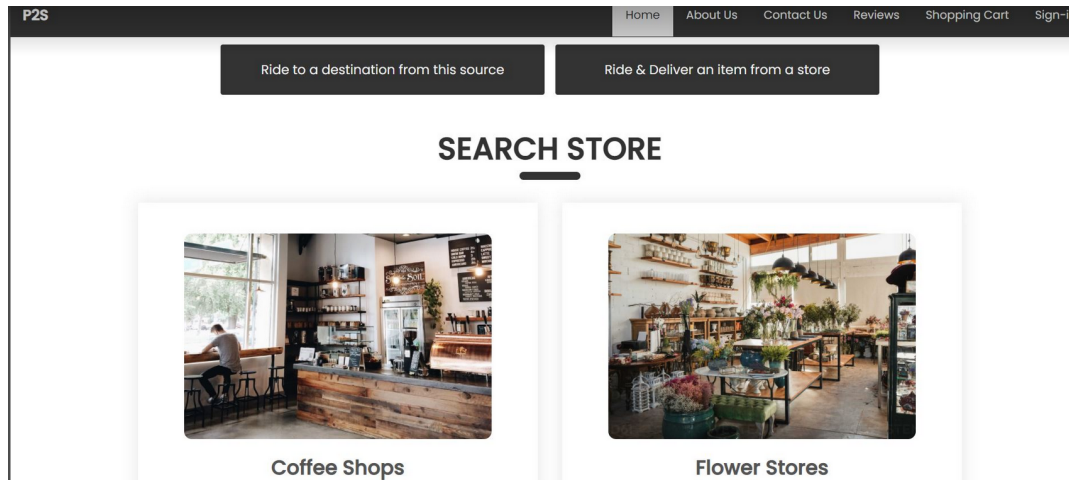 P2S Home About Us Contact Us Reviews Shopping Cart Sign-i
Ride to a destination from this source Ride & Deliver an item from a store
SEARCH STORE
Coffee Shops Flower Stores